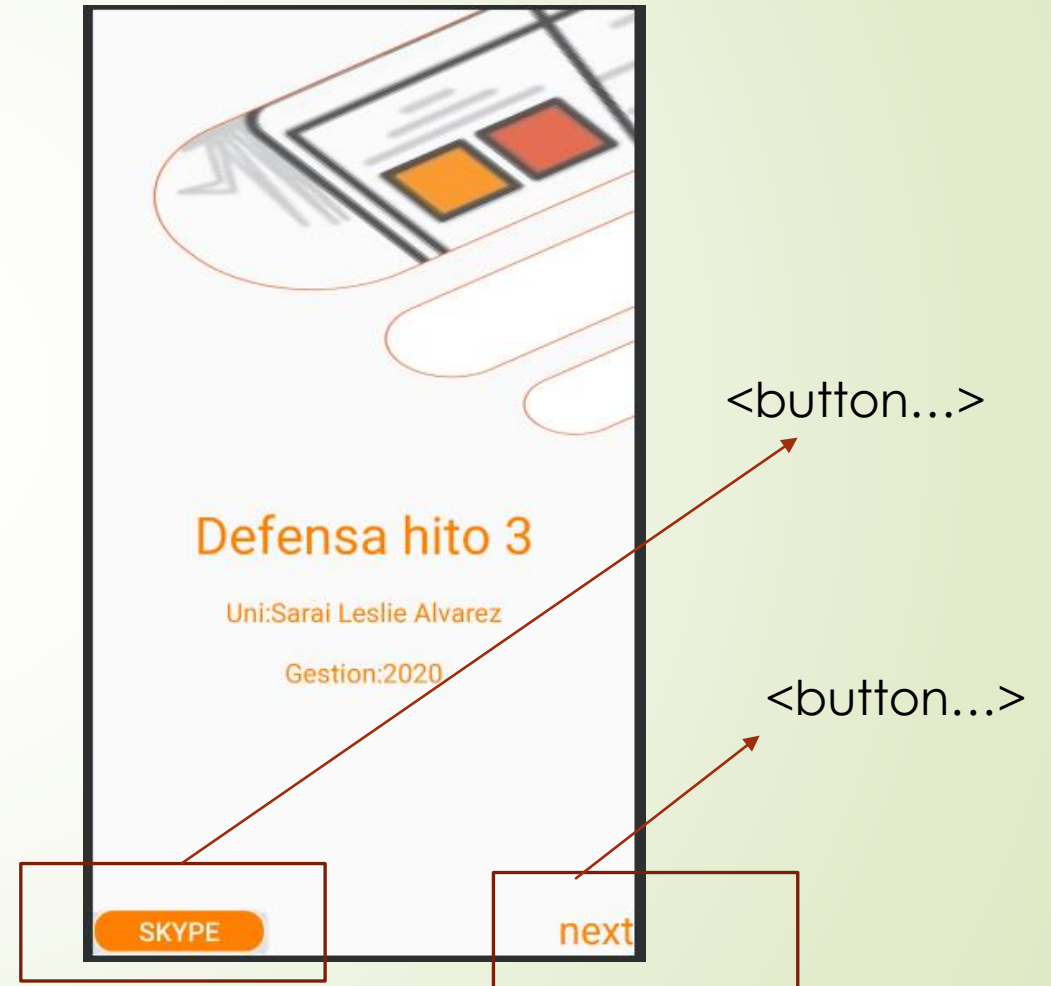 <button...>
Defensa hito 3
Uni:Sarai Leslie Alvarez
Gestion:2020
<button...>
SKYPE
next